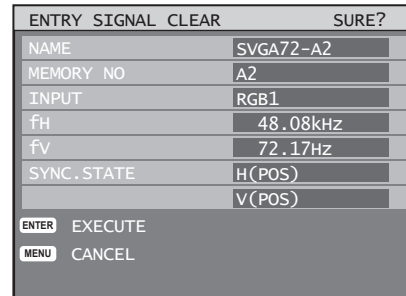 ENTRY SIGNAL CLEAR SURE?
NAME SVGA72-A2
MEMORY NO A2
INPUT RGB1
fH 48.08kHz
fV 72.17Hz
SYNC.STATE H(POS)
V(POS)
ENTER EXECUTE
MENU CANCEL